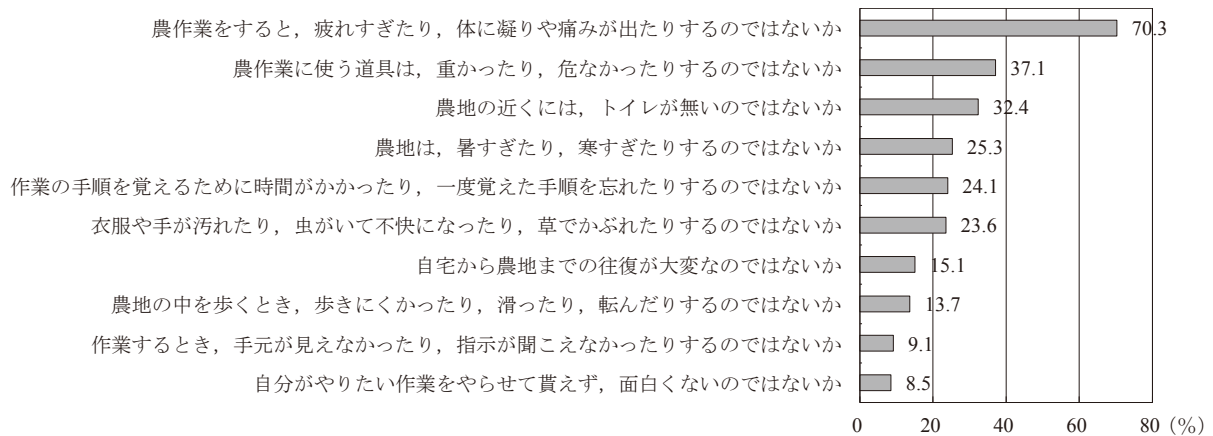 農作業をすると，疲れすぎたり，体に凝りや痛みが出たりするのではないか 70.3
農作業に使う道具は，重かったり，危なかったりするのではないか 37.1
農地の近くには，トイレが無いのではないか 32.4
農地は，暑すぎたり，寒すぎたりするのではないか 25.3
作業の手順を覚えるために時間がかかったり，一度覚えた手順を忘れたりするのではないか 24.1
衣服や手が汚れたり，虫がいて不快になったり，草でかぶれたりするのではないか 23.6
自宅から農地までの往復が大変なのではないか 15.1
農地の中を歩くとき，歩きにくかったり，滑ったり，転んだりするのではないか 13.7
作業するとき，手元が見えなかったり，指示が聞こえなかったりするのではないか 9.1
自分がやりたい作業をやらせて貰えず，面白くないのではないか 8.5
0 20 40 60 80（%）